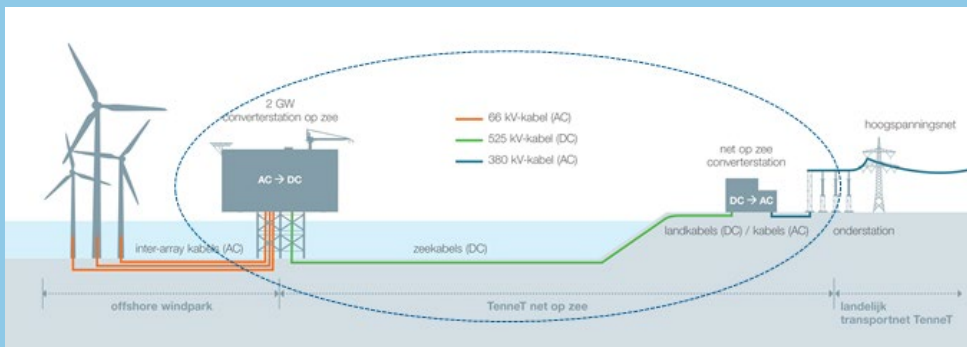 2 GW
converterstation op zee
66 kV-kabel (AC)
525 kV-kabel (DC)
380 kV-kabel (AC)
hoogspanningsnet
net op zee
converterstation
AC → DC
DC → AC
inter-array kabels (AC)
zeekabels (DC)
landkabels (DC) / kabels (AC)
onderstation
offshore windpark
TenneT net op zee
landelijk
transportnet TenneT